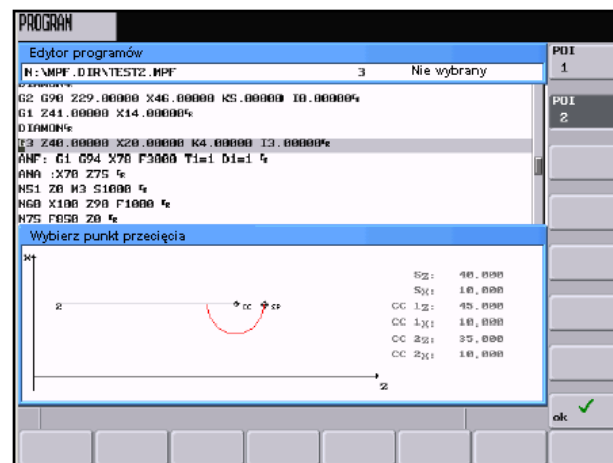 PROGRAM
Edytor programów
N:\MPF.DIR\TEST2.MPF 3 Nie wybrany
DIAMON
G2 G90 Z29.00000 X46.00000 K5.00000 I0.00000
G1 Z41.00000 X14.00000
DIAMON
G3 Z40.00000 X20.00000 K4.00000 I3.00000
ANF: G1 G94 X70 F3000 T1=1 D1=1
ANA :X70 Z75
N51 Z0 M3 S1000
N60 X100 Z90 F1000
N75 F850 Z0
Wybierz punkt przecięcia
X
2
CC
SP
Z
SZ: 40.000
SX: 10.000
CC 1Z: 45.000
CC 1X: 10.000
CC 2Z: 35.000
CC 2X: 10.000
POI
1
POI
2
ok